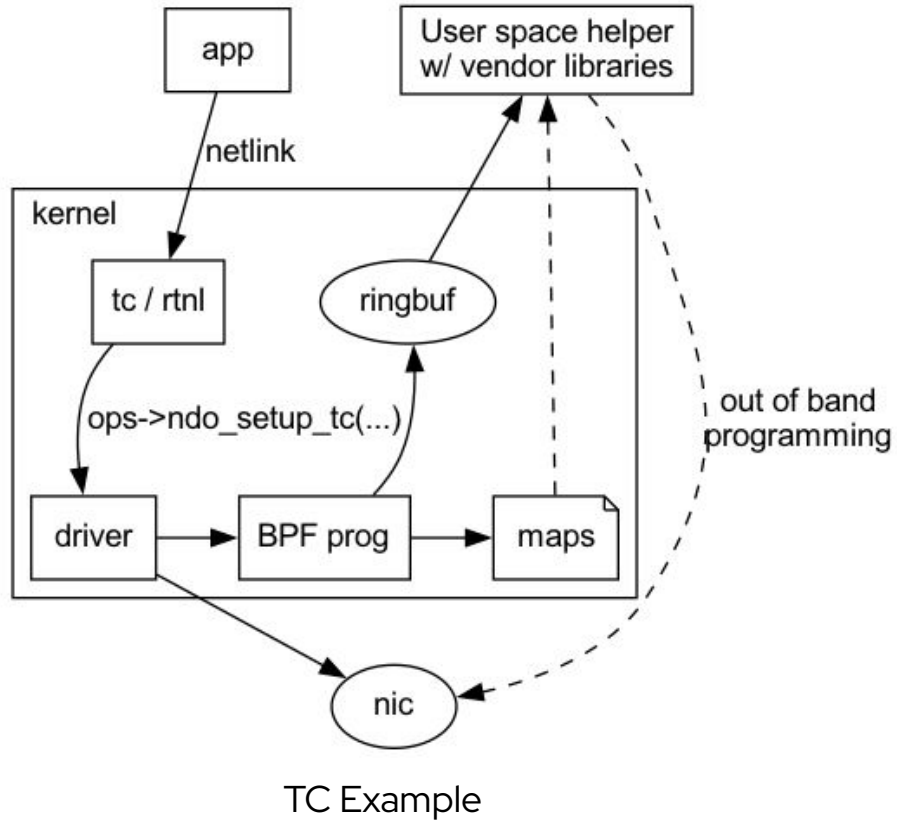 app
User space helper
w/ vendor libraries
netlink
kernel
tc / rtnl
ringbuf
ops->ndo_setup_tc(...)
out of band
programming
driver
BPF prog
maps
nic
TC Example